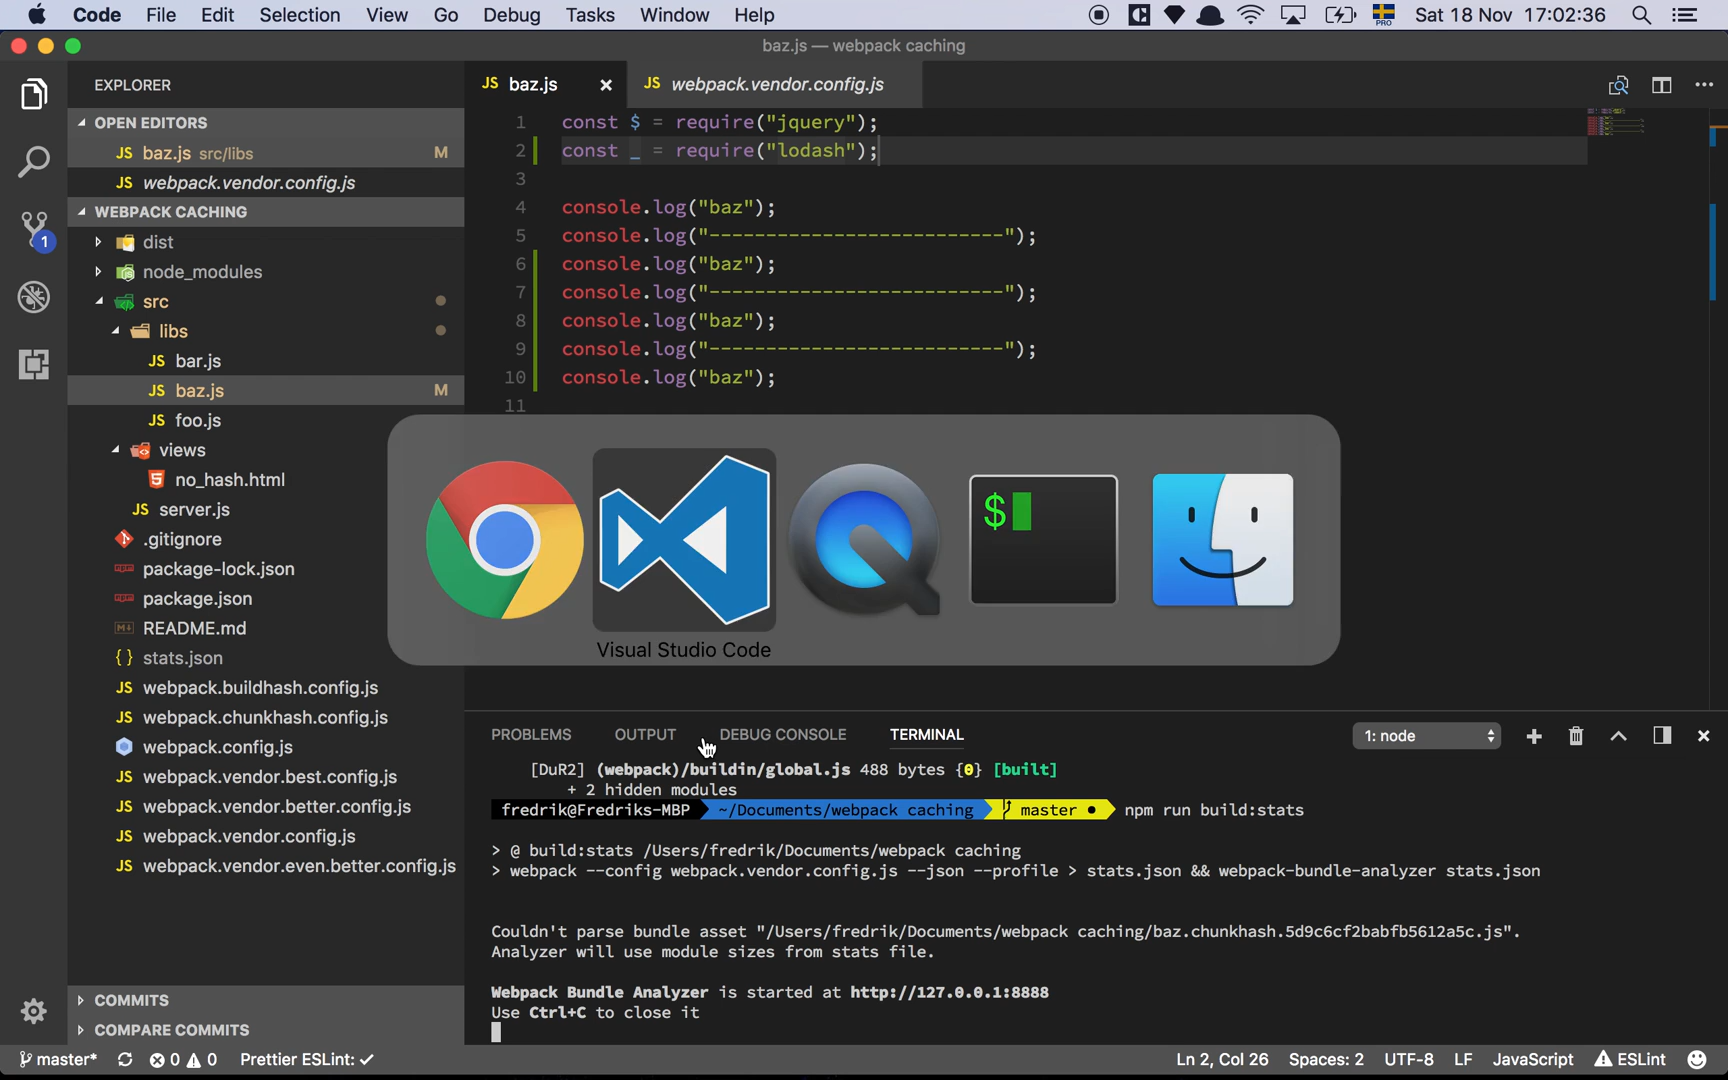 Code File Edit Selection View Go Debug Tasks Window Help PRO Sat 18 Nov 17:02:36
baz.js — webpack caching
EXPLORER
OPEN EDITORS
JS baz.js src/libs M
JS webpack.vendor.config.js
WEBPACK CACHING
dist
node_modules
src
libs
JS bar.js
JS baz.js M
JS foo.js
views
no_hash.html
JS server.js
.gitignore
package-lock.json
package.json
README.md
{} stats.json
JS webpack.buildhash.config.js
JS webpack.chunkhash.config.js
webpack.config.js
JS webpack.vendor.best.config.js
JS webpack.vendor.better.config.js
JS webpack.vendor.config.js
JS webpack.vendor.even.better.config.js
COMMITS
COMPARE COMMITS
1
JS baz.js
JS webpack.vendor.config.js
1 const $ = require("jquery");
2 const _ = require("lodash");
3
4 console.log("baz");
5 console.log("--------------------------");
6 console.log("baz");
7 console.log("--------------------------");
8 console.log("baz");
9 console.log("--------------------------");
10 console.log("baz");
11
$
Visual Studio Code
PROBLEMS OUTPUT DEBUG CONSOLE TERMINAL 1: node
[DuR2] (webpack)/buildin/global.js 488 bytes {0} [built]
+ 2 hidden modules
fredrik@Fredriks-MBP ~/Documents/webpack caching master ● npm run build:stats
> @ build:stats /Users/fredrik/Documents/webpack caching
> webpack --config webpack.vendor.config.js --json --profile > stats.json && webpack-bundle-analyzer stats.json
Couldn't parse bundle asset "/Users/fredrik/Documents/webpack caching/baz.chunkhash.5d9c6cf2babfb5612a5c.js".
Analyzer will use module sizes from stats file.
Webpack Bundle Analyzer is started at http://127.0.0.1:8888
Use Ctrl+C to close it
master* 0 0 Prettier ESLint: ✓ Ln 2, Col 26 Spaces: 2 UTF-8 LF JavaScript ESLint